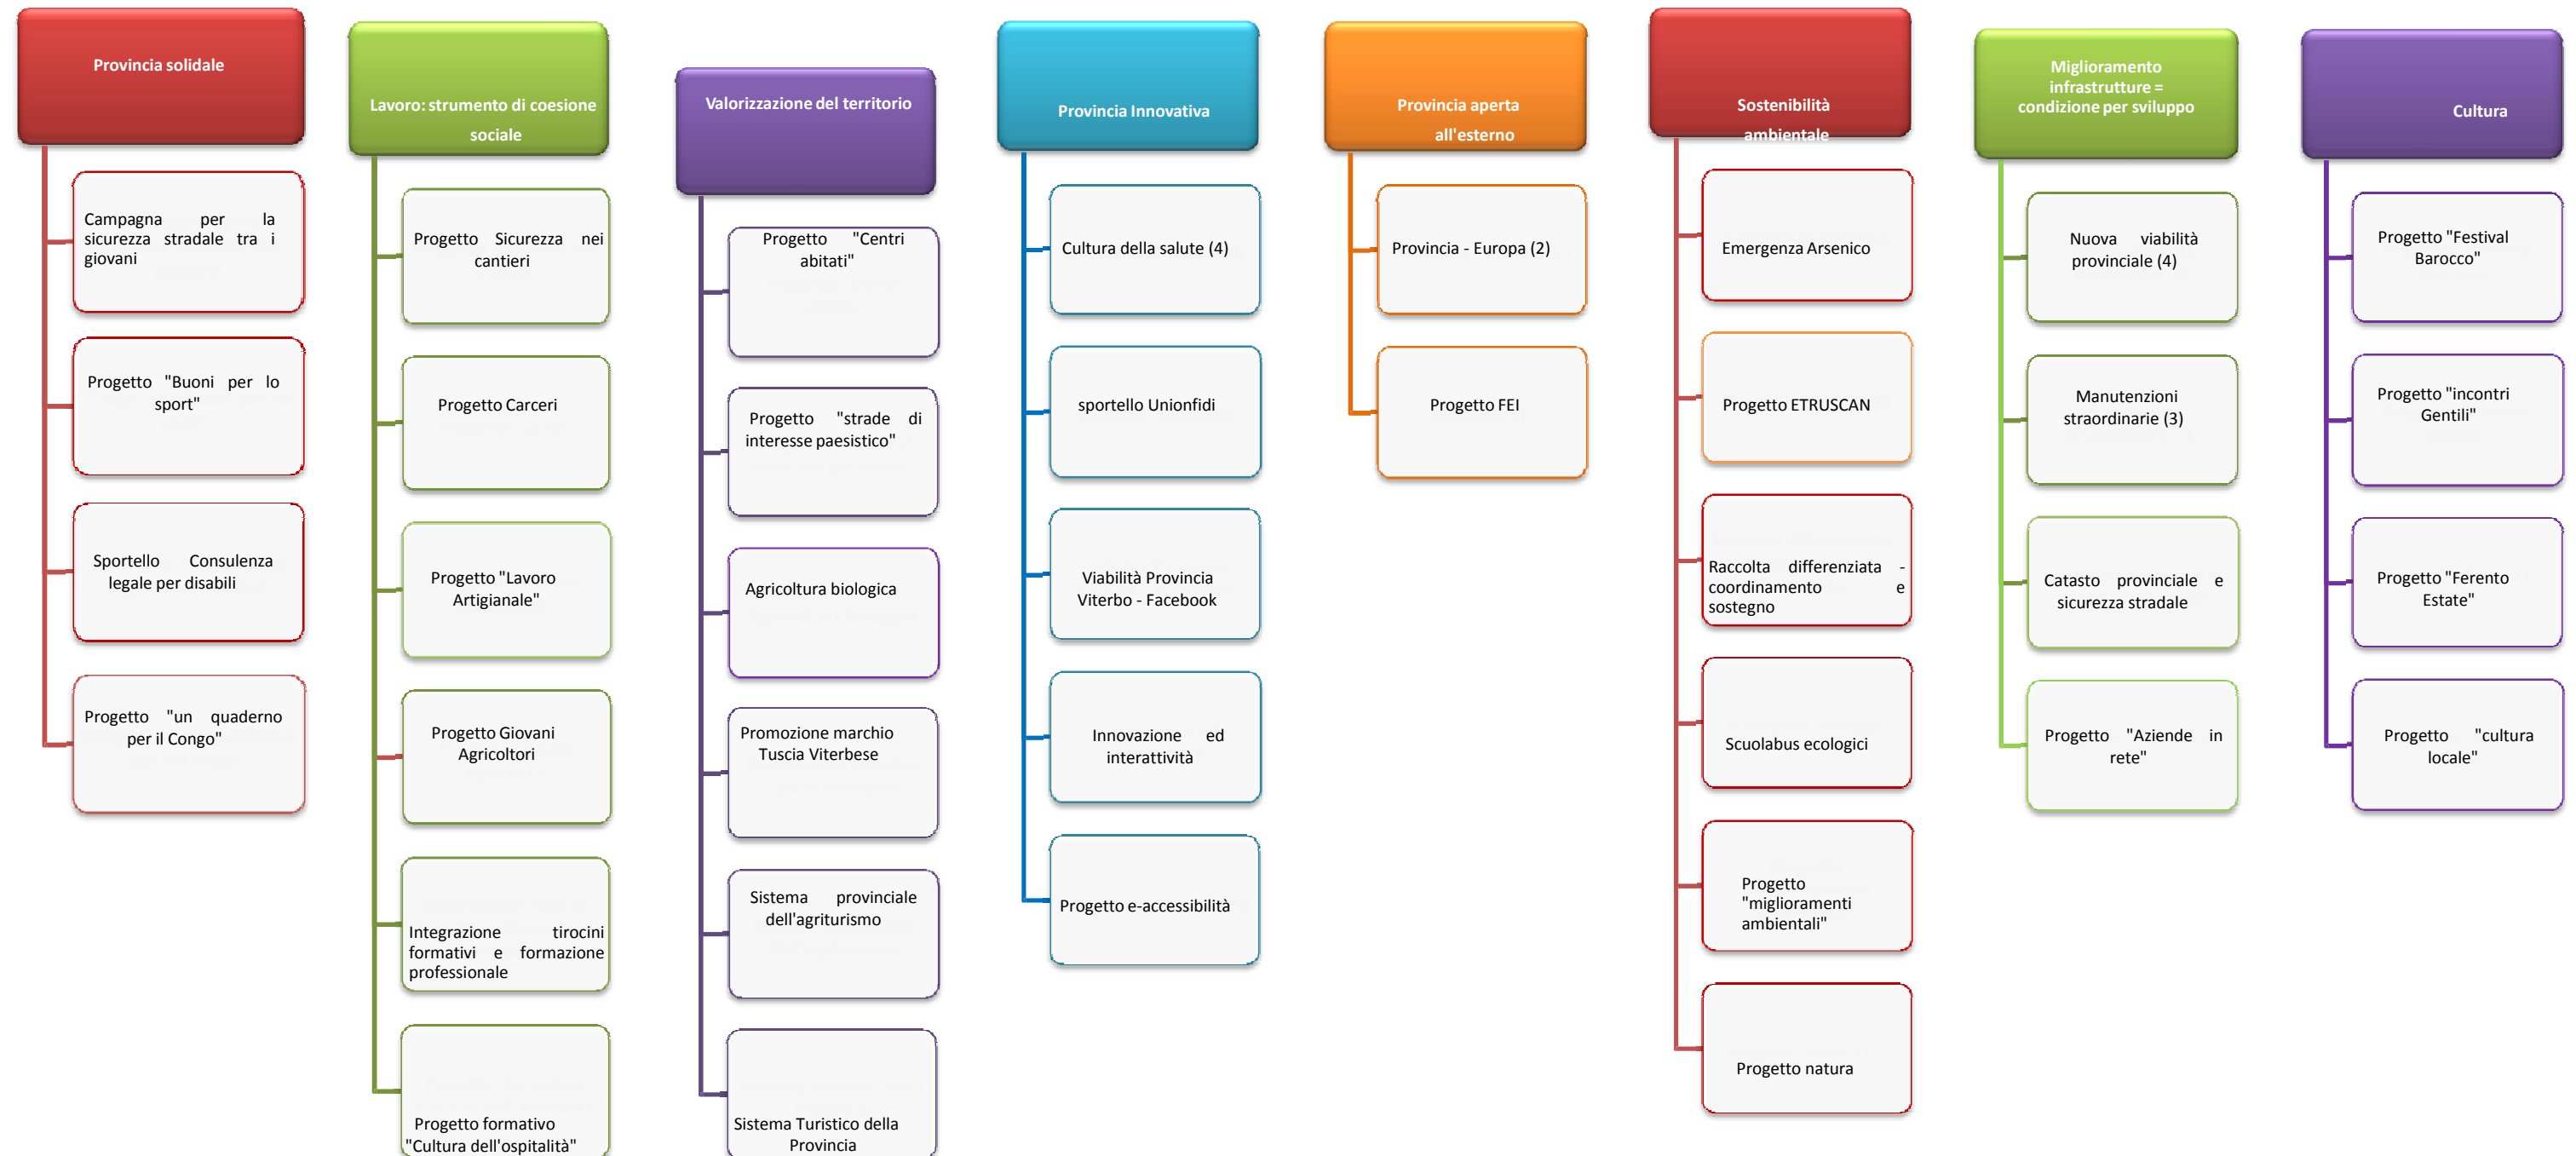 Provincia solidale
Campagna per la
sicurezza stradale tra i
giovani
Progetto "Buoni per lo
sport"
Sportello Consulenza
legale per disabili
Progetto "un quaderno
per il Congo"
Lavoro: strumento di coesione
sociale
Progetto Sicurezza nei
cantieri
Progetto Carceri
Progetto "Lavoro
Artigianale"
Progetto Giovani
Agricoltori
Integrazione tirocini
formativi e formazione
professionale
Progetto formativo
"Cultura dell'ospitalità"
Valorizzazione del territorio
Progetto "Centri
abitati"
Progetto "strade di
interesse paesistico"
Agricoltura biologica
Promozione marchio
Tuscia Viterbese
Sistema provinciale
dell'agriturismo
Sistema Turistico della
Provincia
Provincia Innovativa
Cultura della salute (4)
sportello Unionfidi
Viabilità Provincia
Viterbo - Facebook
Innovazione ed
interattività
Progetto e-accessibilità
Provincia aperta
all'esterno
Provincia - Europa (2)
Progetto FEI
Sostenibilità
ambientale
Emergenza Arsenico
Progetto ETRUSCAN
Raccolta differenziata -
coordinamento e
sostegno
Scuolabus ecologici
Progetto
"miglioramenti
ambientali"
Progetto natura
Miglioramento
infrastrutture =
condizione per sviluppo
Nuova viabilità
provinciale (4)
Manutenzioni
straordinarie (3)
Catasto provinciale e
sicurezza stradale
Progetto "Aziende in
rete"
Cultura
Progetto "Festival
Barocco"
Progetto "incontri
Gentili"
Progetto "Ferento
Estate"
Progetto "cultura
locale"